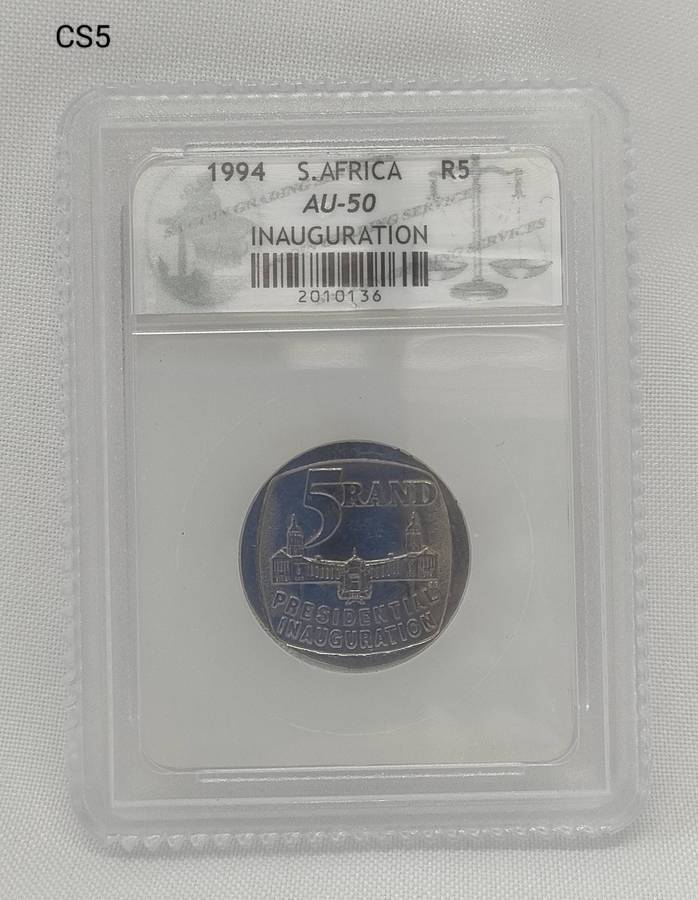 CS5
1994 S.AFRICA R5
AU-50
INAUGURATION
2010136
5 RAND
PRESIDENTIAL
INAUGURATION